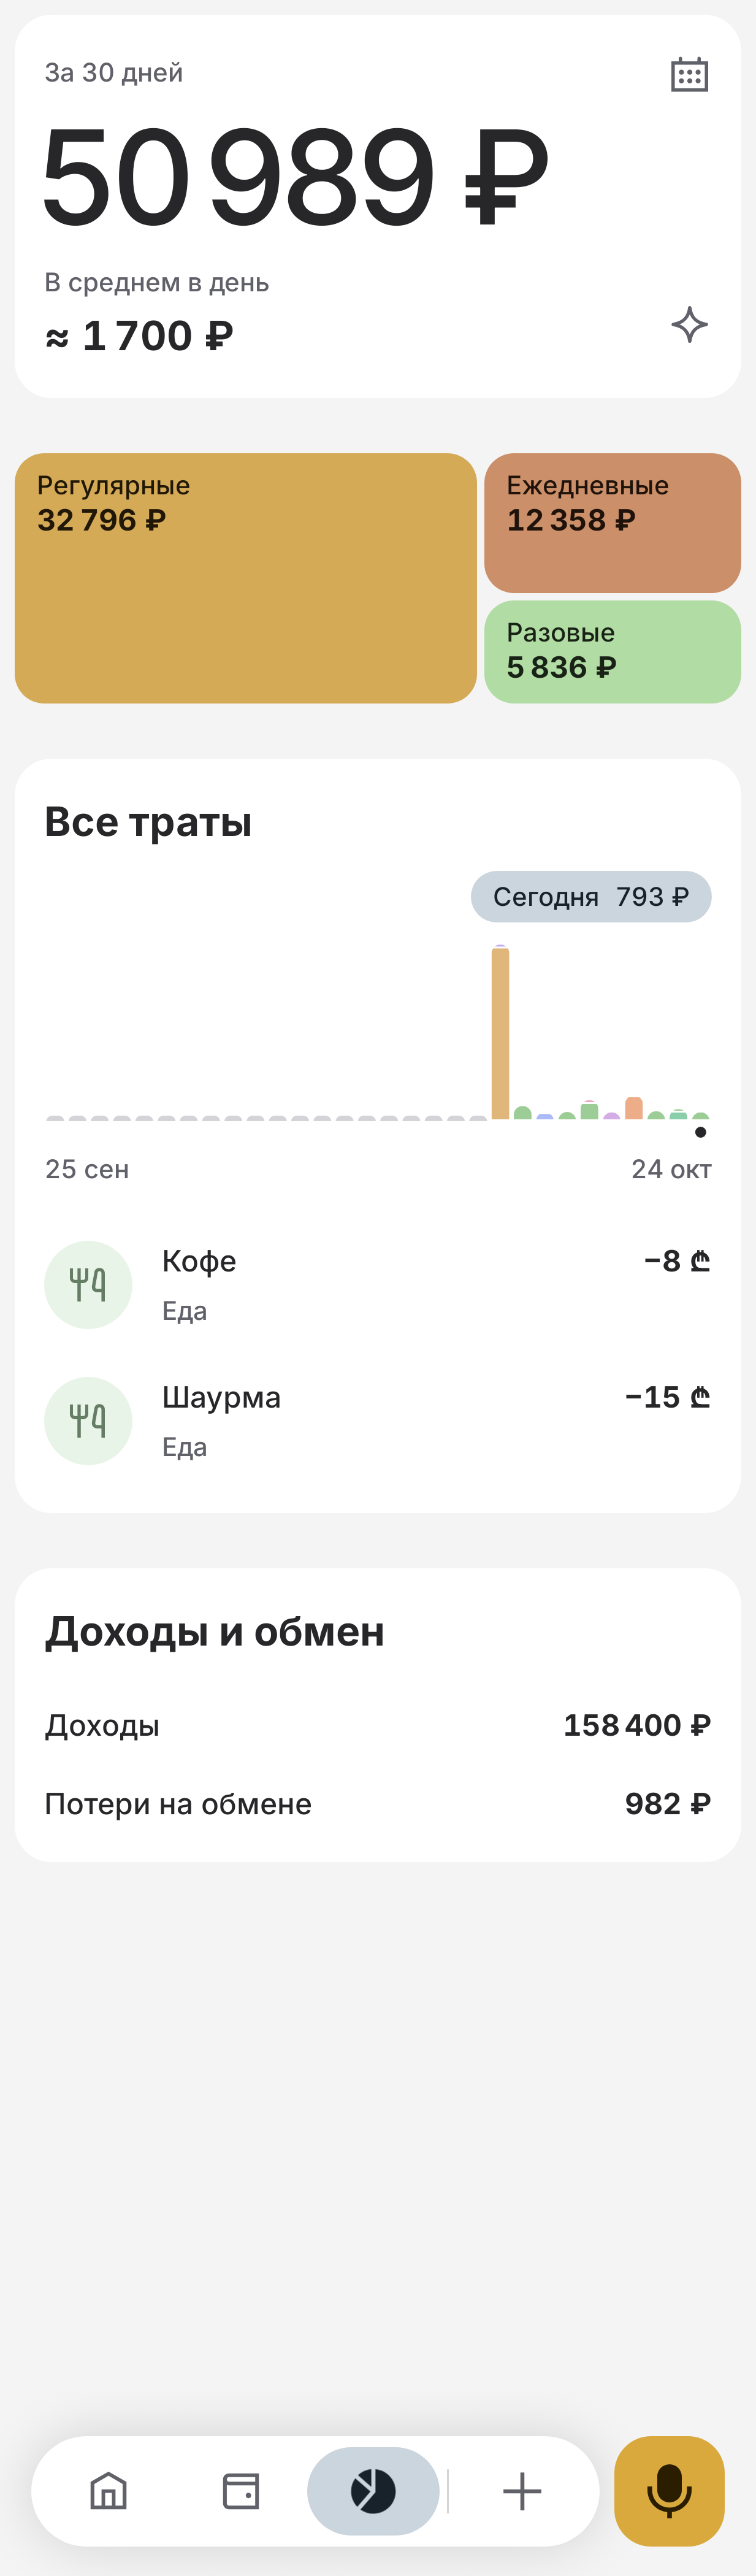 За 30 дней
50 989 ₽
В среднем в день
≈ 1 700 ₽
Регулярные
32 796 ₽
Ежедневные
12 358 ₽
Разовые
5 836 ₽
Все траты
Сегодня 793 ₽
25 сен
24 окт
Кофе
−8 ₾
Еда
Шаурма
−15 ₾
Еда
Доходы и обмен
Доходы
158 400 ₽
Потери на обмене
982 ₽